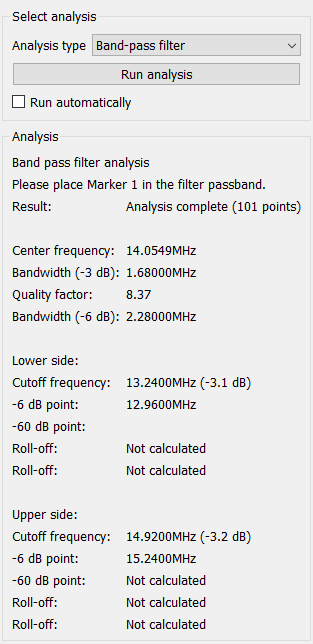 Select analysis
Analysis type Band-pass filter
Run analysis
Run automatically
Analysis
Band pass filter analysis
Please place Marker 1 in the filter passband.
Result: Analysis complete (101 points)
Center frequency: 14.0549MHz
Bandwidth (-3 dB): 1.68000MHz
Quality factor: 8.37
Bandwidth (-6 dB): 2.28000MHz
Lower side:
Cutoff frequency: 13.2400MHz (-3.1 dB)
-6 dB point: 12.9600MHz
-60 dB point:
Roll-off: Not calculated
Roll-off: Not calculated
Upper side:
Cutoff frequency: 14.9200MHz (-3.2 dB)
-6 dB point: 15.2400MHz
-60 dB point: Not calculated
Roll-off: Not calculated
Roll-off: Not calculated